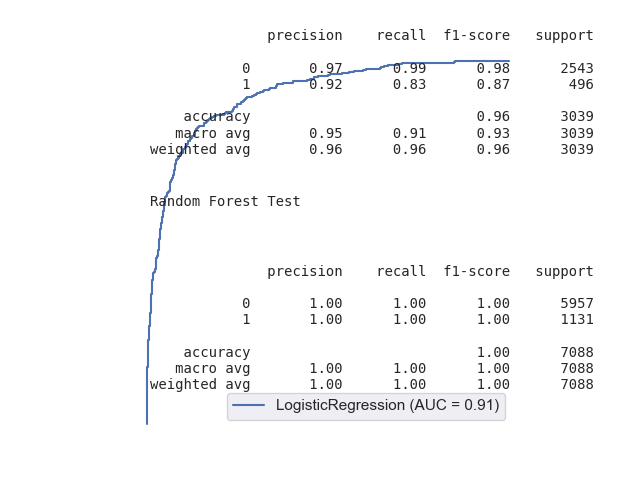 precision recall f1-score support
0 0.97 0.99 0.98 2543
1 0.92 0.83 0.87 496
accuracy 0.96 3039
macro avg 0.95 0.91 0.93 3039
weighted avg 0.96 0.96 0.96 3039
Random Forest Test
precision recall f1-score support
0 1.00 1.00 1.00 5957
1 1.00 1.00 1.00 1131
accuracy 1.00 7088
macro avg 1.00 1.00 1.00 7088
weighted avg 1.00 1.00 1.00 7088
LogisticRegression (AUC = 0.91)